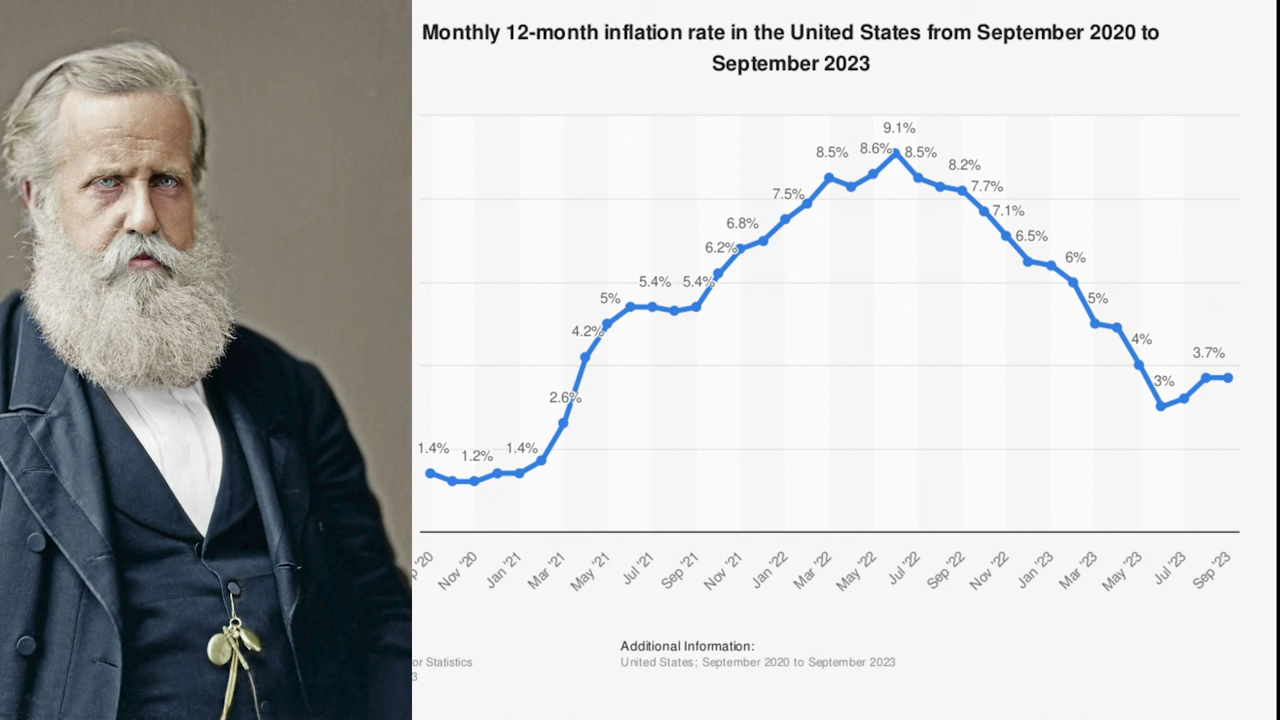 Monthly 12-month inflation rate in the United States from September 2020 to
September 2023
9.1%
8.5%
8.6%
8.5%
8.2%
7.7%
7.5%
7.1%
6.8%
6.5%
6.2%
6%
5.4%
5.4%
5%
5%
4.2%
4%
3.7%
3%
2.6%
1.4%
1.2%
1.4%
p '20
Nov '20
Jan '21
Mar '21
May '21
Jul '21
Sep '21
Nov '21
Jan '22
Mar '22
May '22
Jul '22
Sep '22
Nov '22
Jan '23
Mar '23
May '23
Jul '23
Sep '23
Additional Information:
or Statistics
United States; September 2020 to September 2023
3